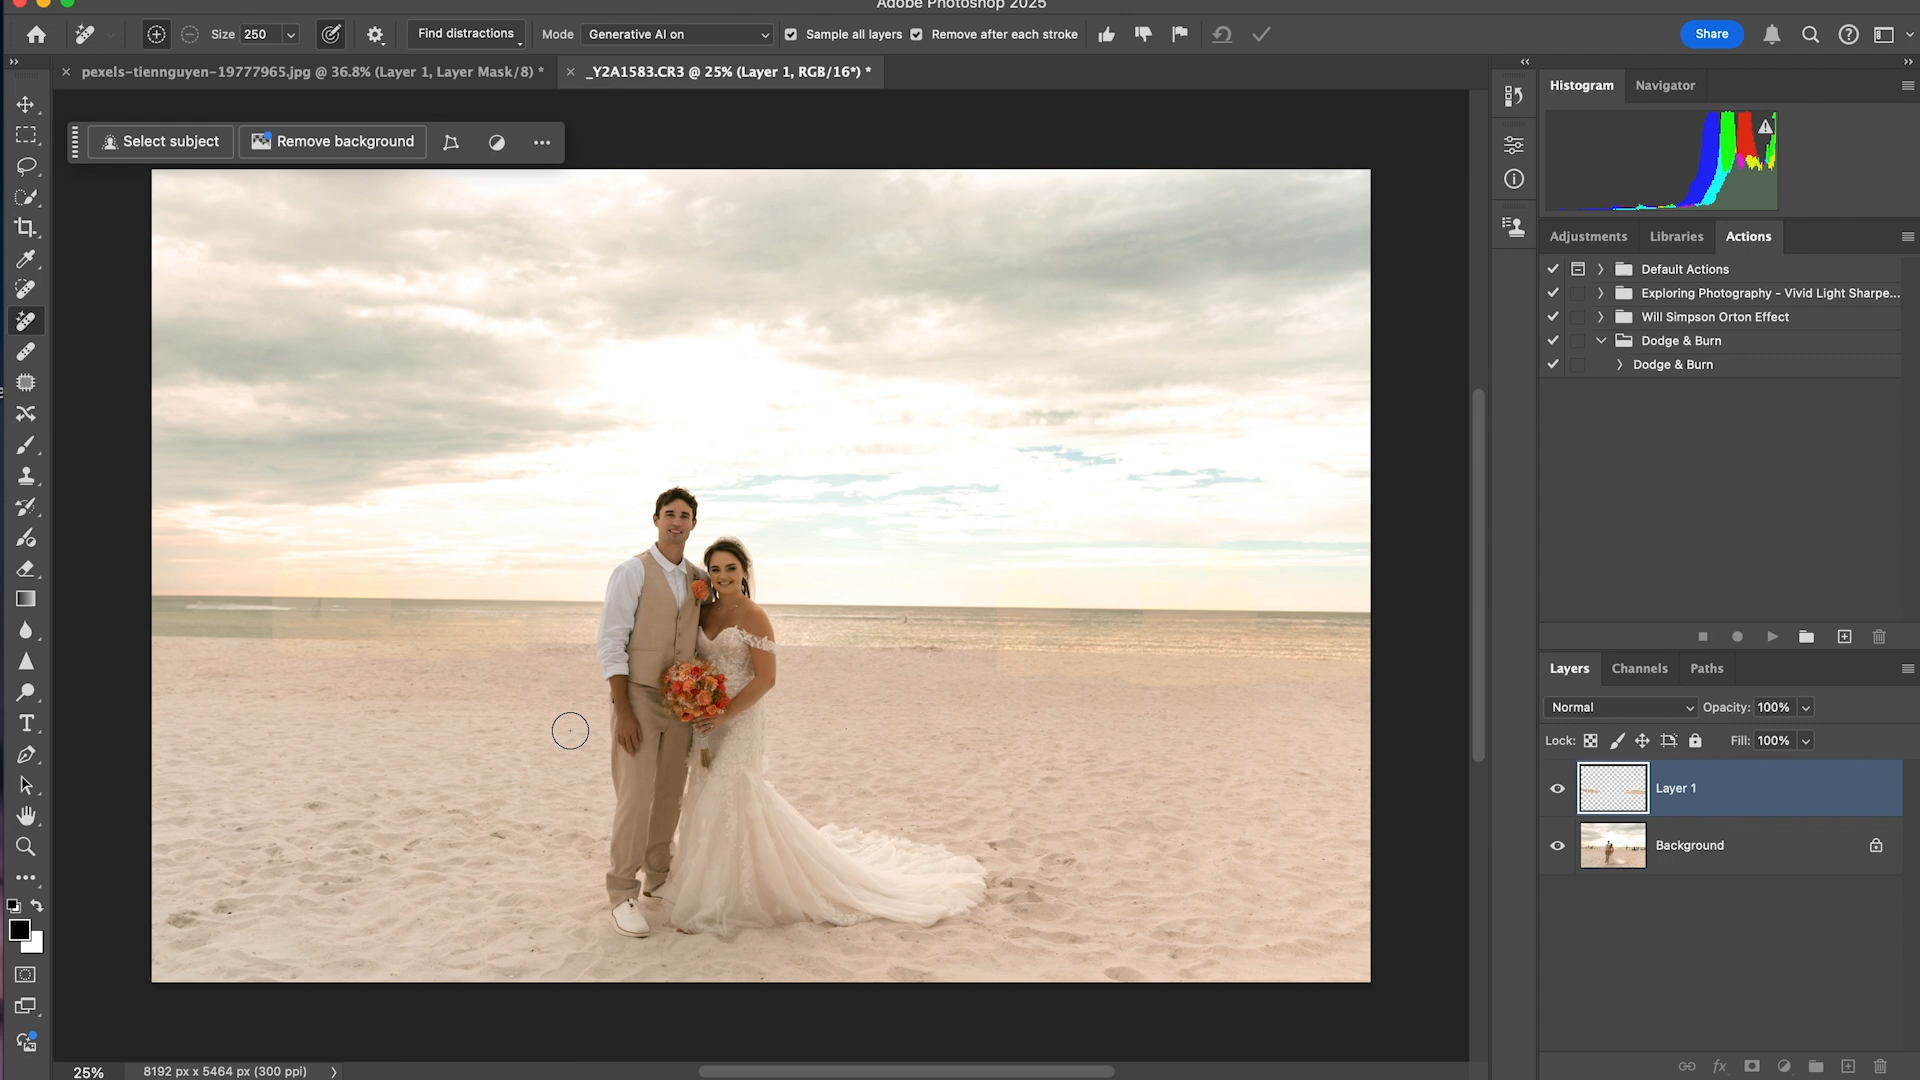 Adobe Photoshop 2025
Size 250 Find distractions Mode Generative AI on Sample all layers Remove after each stroke Share
pexels-tiennguyen-19777965.jpg @ 36.8% (Layer 1, Layer Mask/8) * _Y2A1583.CR3 @ 25% (Layer 1, RGB/16*) *
Histogram Navigator
Select subject Remove background
Adjustments Libraries Actions
Default Actions
Exploring Photography - Vivid Light Sharpe...
Will Simpson Orton Effect
Dodge & Burn
Dodge & Burn
Layers Channels Paths
Normal Opacity: 100%
Lock: Fill: 100%
Layer 1
Background
25% 8192 px x 5464 px (300 ppi)